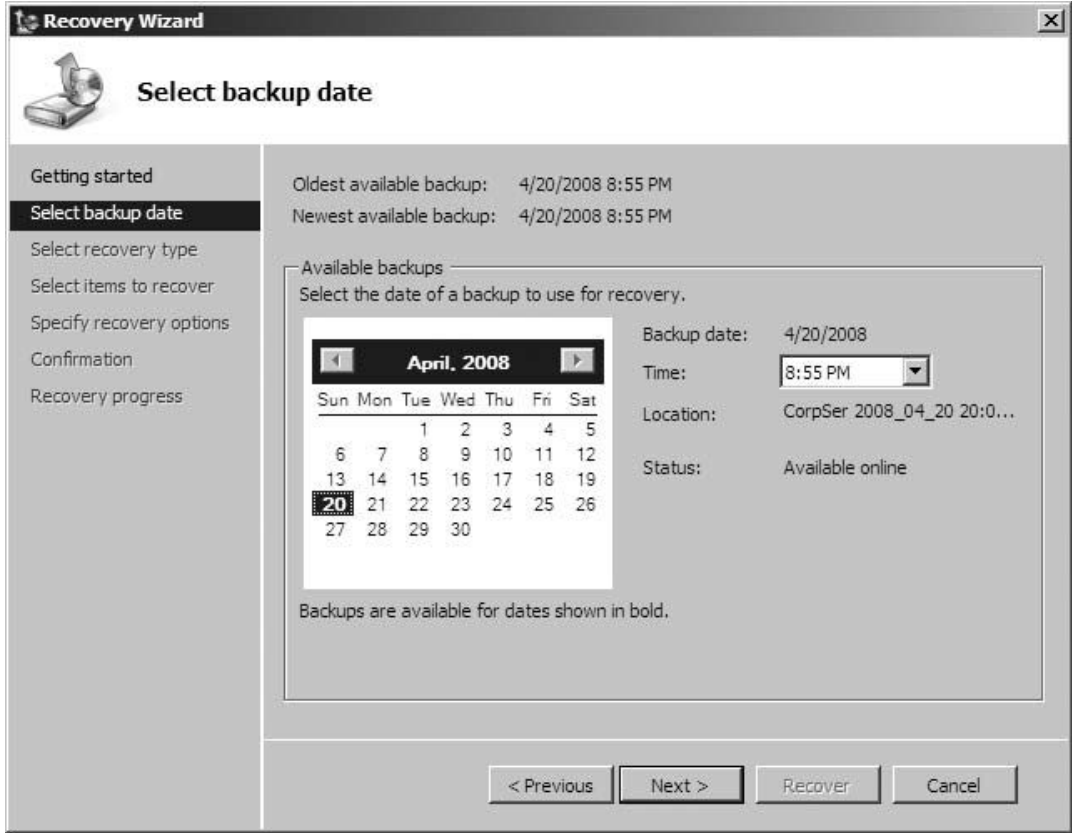 Recovery Wizard
Select backup date
Getting started
Select backup date
Select recovery type
Select items to recover
Specify recovery options
Confirmation
Recovery progress
Oldest available backup: 4/20/2008 8:55 PM
Newest available backup: 4/20/2008 8:55 PM
Available backups
Select the date of a backup to use for recovery.
April, 2008
Sun Mon Tue Wed Thu Fri Sat
1 2 3 4 5
6 7 8 9 10 11 12
13 14 15 16 17 18 19
20 21 22 23 24 25 26
27 28 29 30
Backups are available for dates shown in bold.
Backup date: 4/20/2008
Time: 8:55 PM
Location: CorpSer 2008_04_20 20:0...
Status: Available online
< Previous
Next >
Recover
Cancel